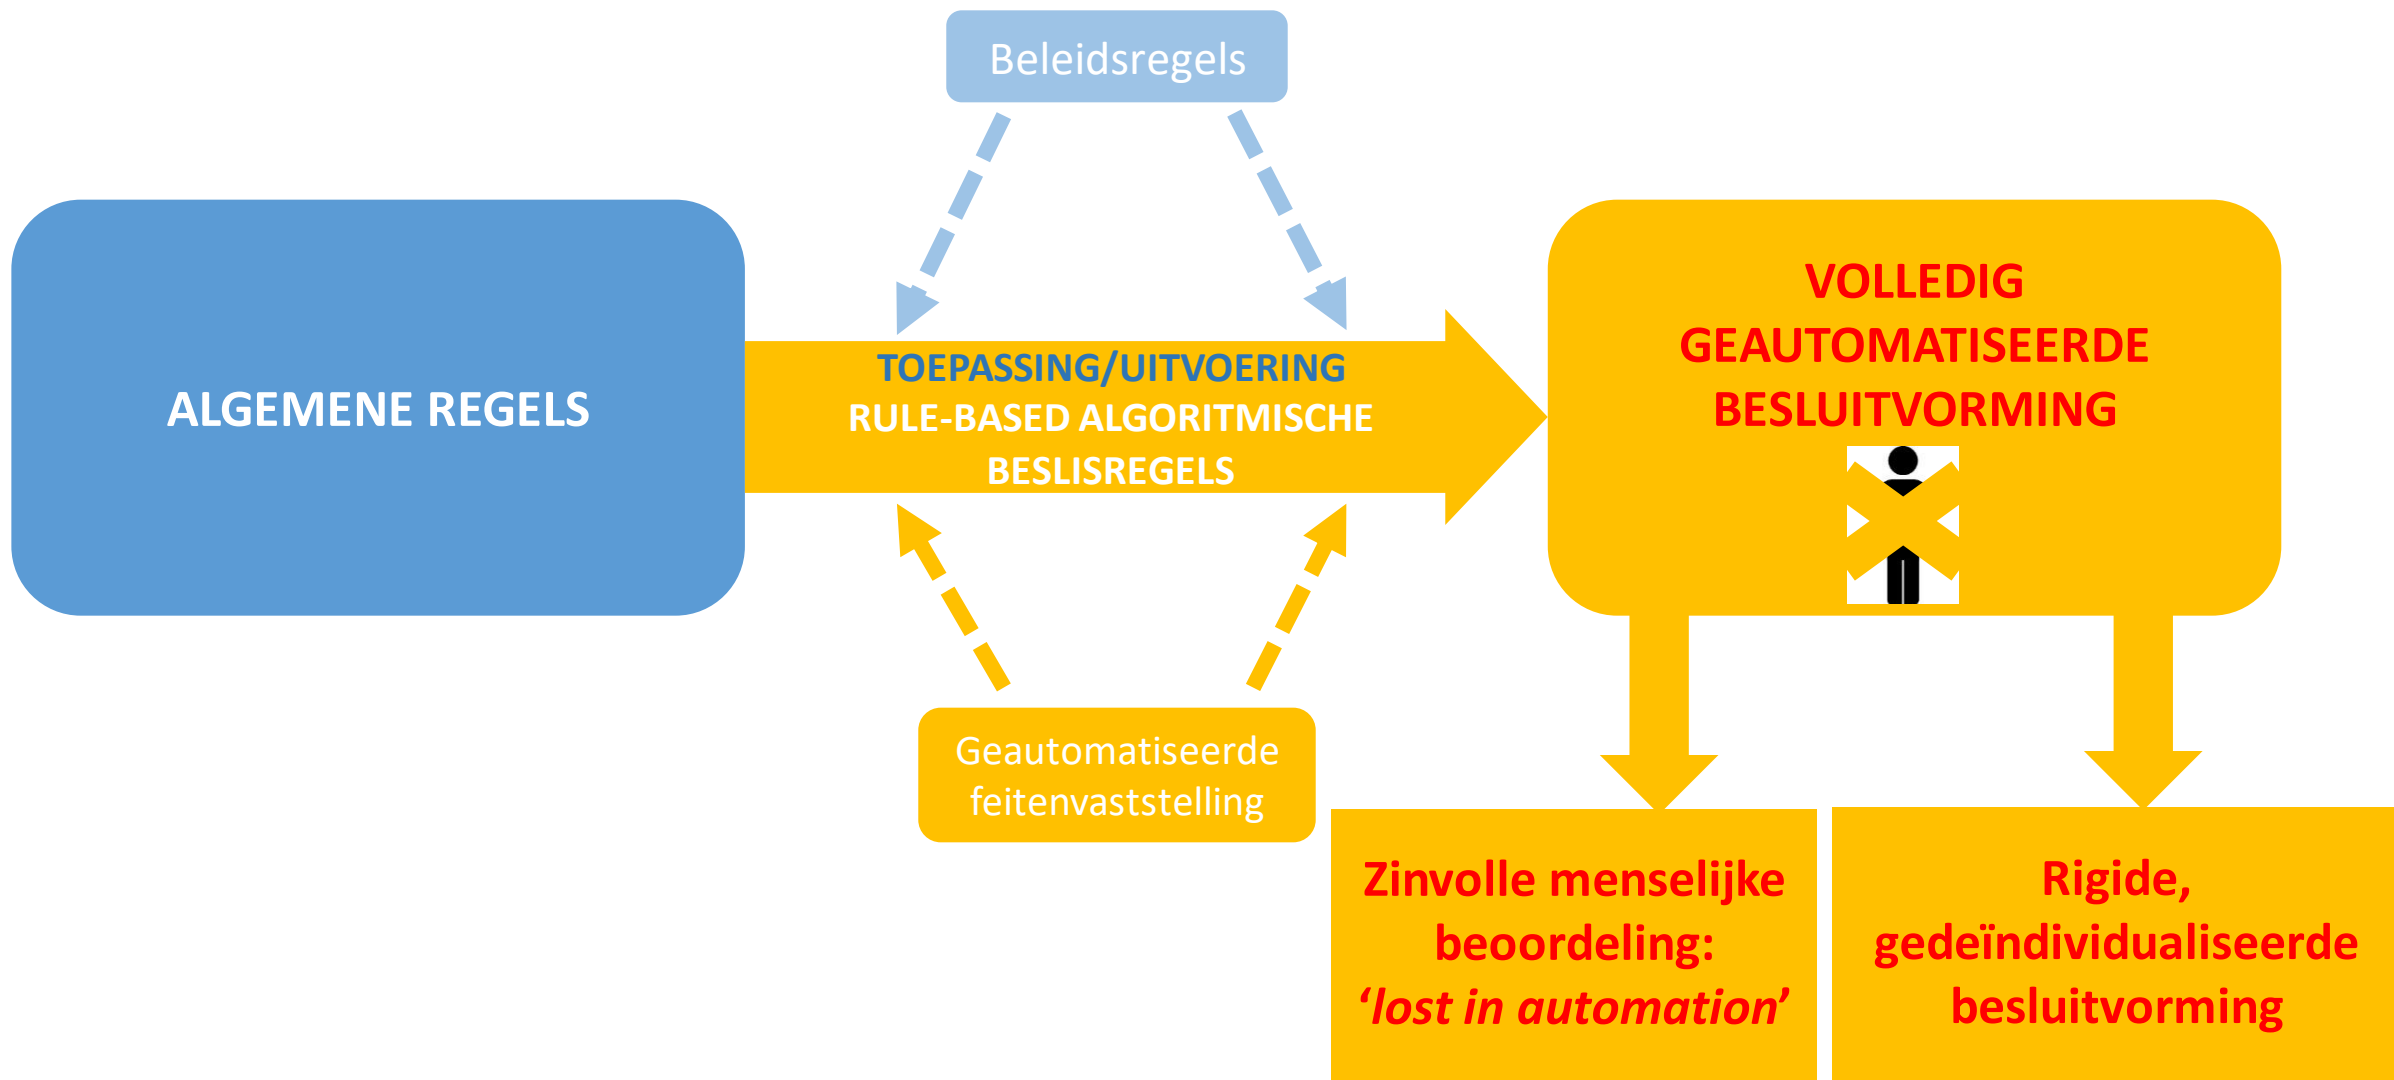 Beleidsregels
ALGEMENE REGELS
TOEPASSING/UITVOERING
RULE-BASED ALGORITMISCHE
BESLISREGELS
VOLLEDIG
GEAUTOMATISEERDE
BESLUITVORMING
Geautomatiseerde
feitenvaststelling
Zinvolle menselijke
beoordeling:
‘lost in automation’
Rigide,
gedeïndividualiseerde
besluitvorming